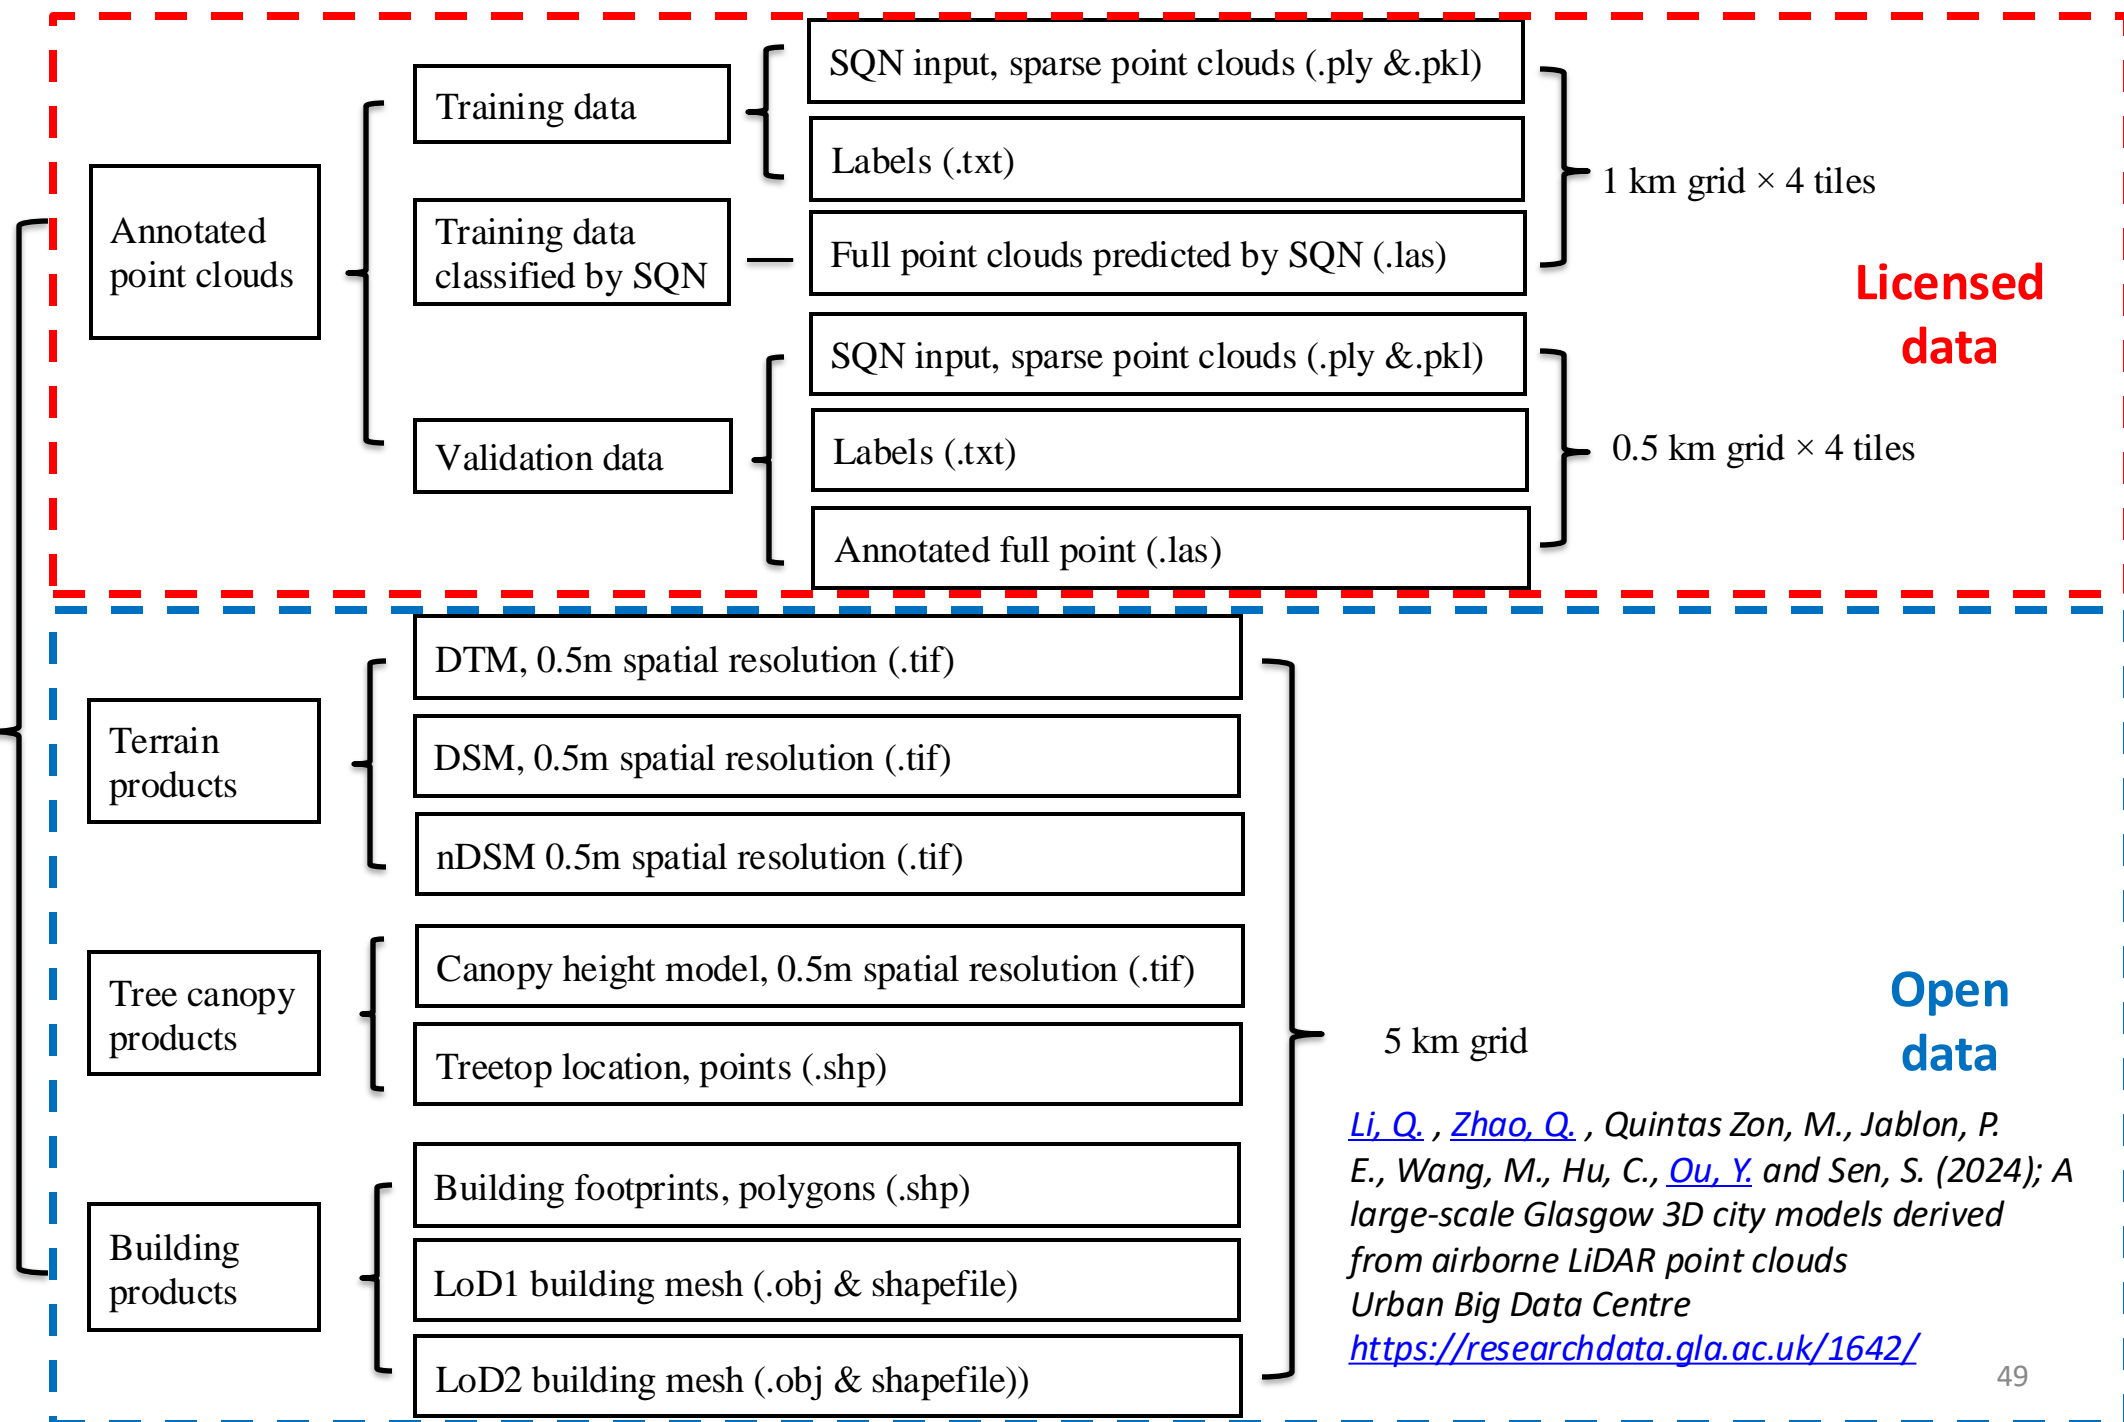 Annotated
point clouds
Training data
SQN input, sparse point clouds (.ply &.pkl)
Labels (.txt)
Training data
classified by SQN
Full point clouds predicted by SQN (.las)
1 km grid × 4 tiles
Validation data
SQN input, sparse point clouds (.ply &.pkl)
Labels (.txt)
Annotated full point (.las)
0.5 km grid × 4 tiles
Licensed
data
Terrain
products
DTM, 0.5m spatial resolution (.tif)
DSM, 0.5m spatial resolution (.tif)
nDSM 0.5m spatial resolution (.tif)
Tree canopy
products
Canopy height model, 0.5m spatial resolution (.tif)
Treetop location, points (.shp)
Building
products
Building footprints, polygons (.shp)
LoD1 building mesh (.obj & shapefile)
LoD2 building mesh (.obj & shapefile))
5 km grid
Open
data
Li, Q. , Zhao, Q. , Quintas Zon, M., Jablon, P.
E., Wang, M., Hu, C., Ou, Y. and Sen, S. (2024); A
large-scale Glasgow 3D city models derived
from airborne LiDAR point clouds
Urban Big Data Centre
https://researchdata.gla.ac.uk/1642/
49